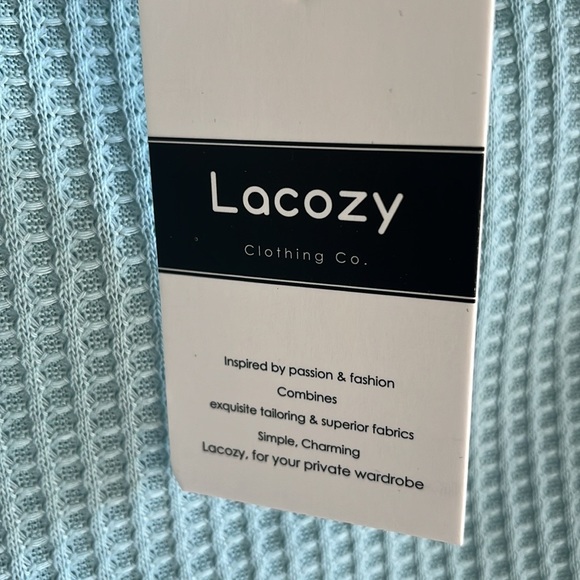 Lacozy
Clothing Co.
Inspired by passion & fashion
Combines
exquisite tailoring & superior fabrics
Simple, Charming
Lacozy, for your private wardrobe